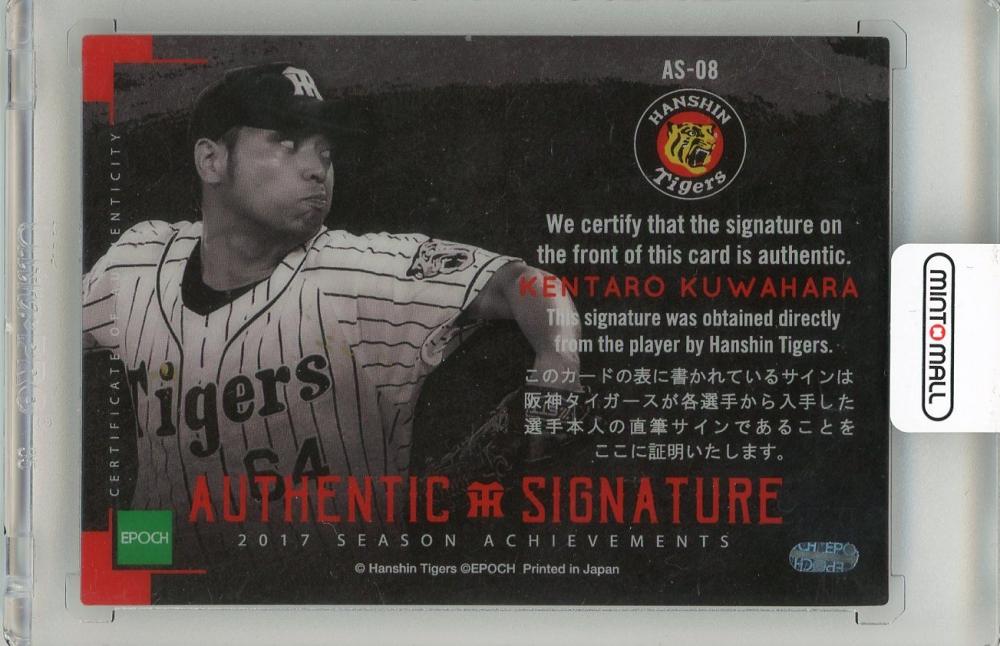 AS-08
HANSHIN
Tigers
We certify that the signature on
the front of this card is authentic.
KENTARO KUWAHARA
This signature was obtained directly
from the player by Hanshin Tigers.
このカードの表に書かれているサインは
阪神タイガースが各選手から入手した
選手本人の直筆サインであることを
ここに証明いたします。
CERTIFICATE OF AUTHENTICITY
Tigers
64
AUTHENTIC SIGNATURE
2017 SEASON ACHIEVEMENTS
EPOCH
© Hanshin Tigers ©EPOCH Printed in Japan
MINT MALL